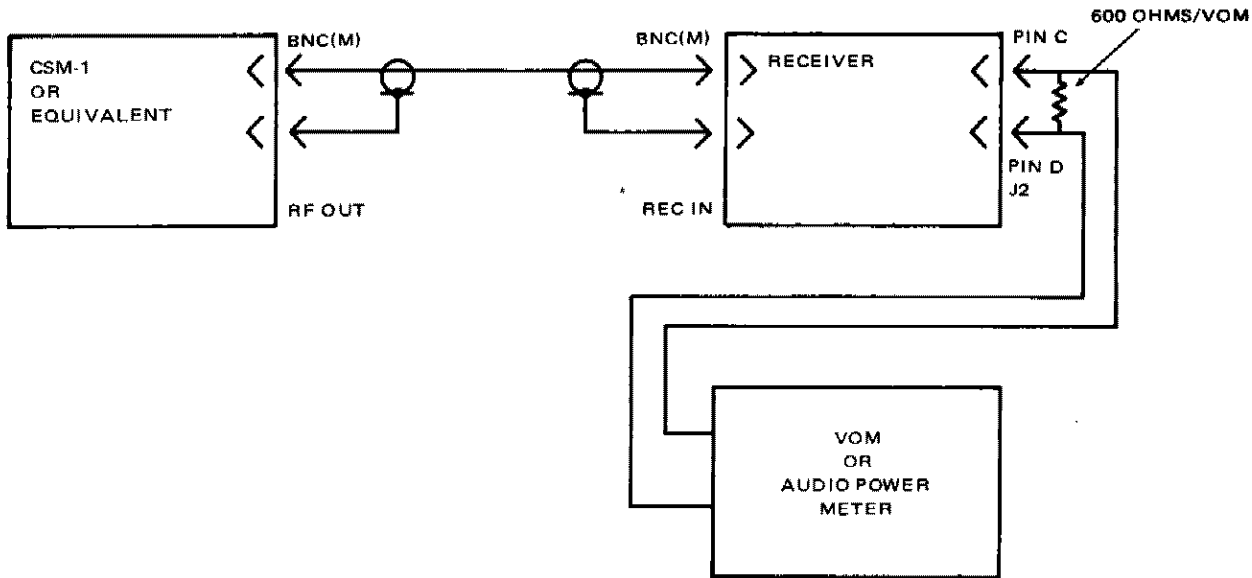 600 OHMS/VOM
BNC(M)
BNC(M)
PIN C
CSM-1
OR
EQUIVALENT
RECEIVER
PIN D
J2
RF OUT
REC IN
VOM
OR
AUDIO POWER
METER